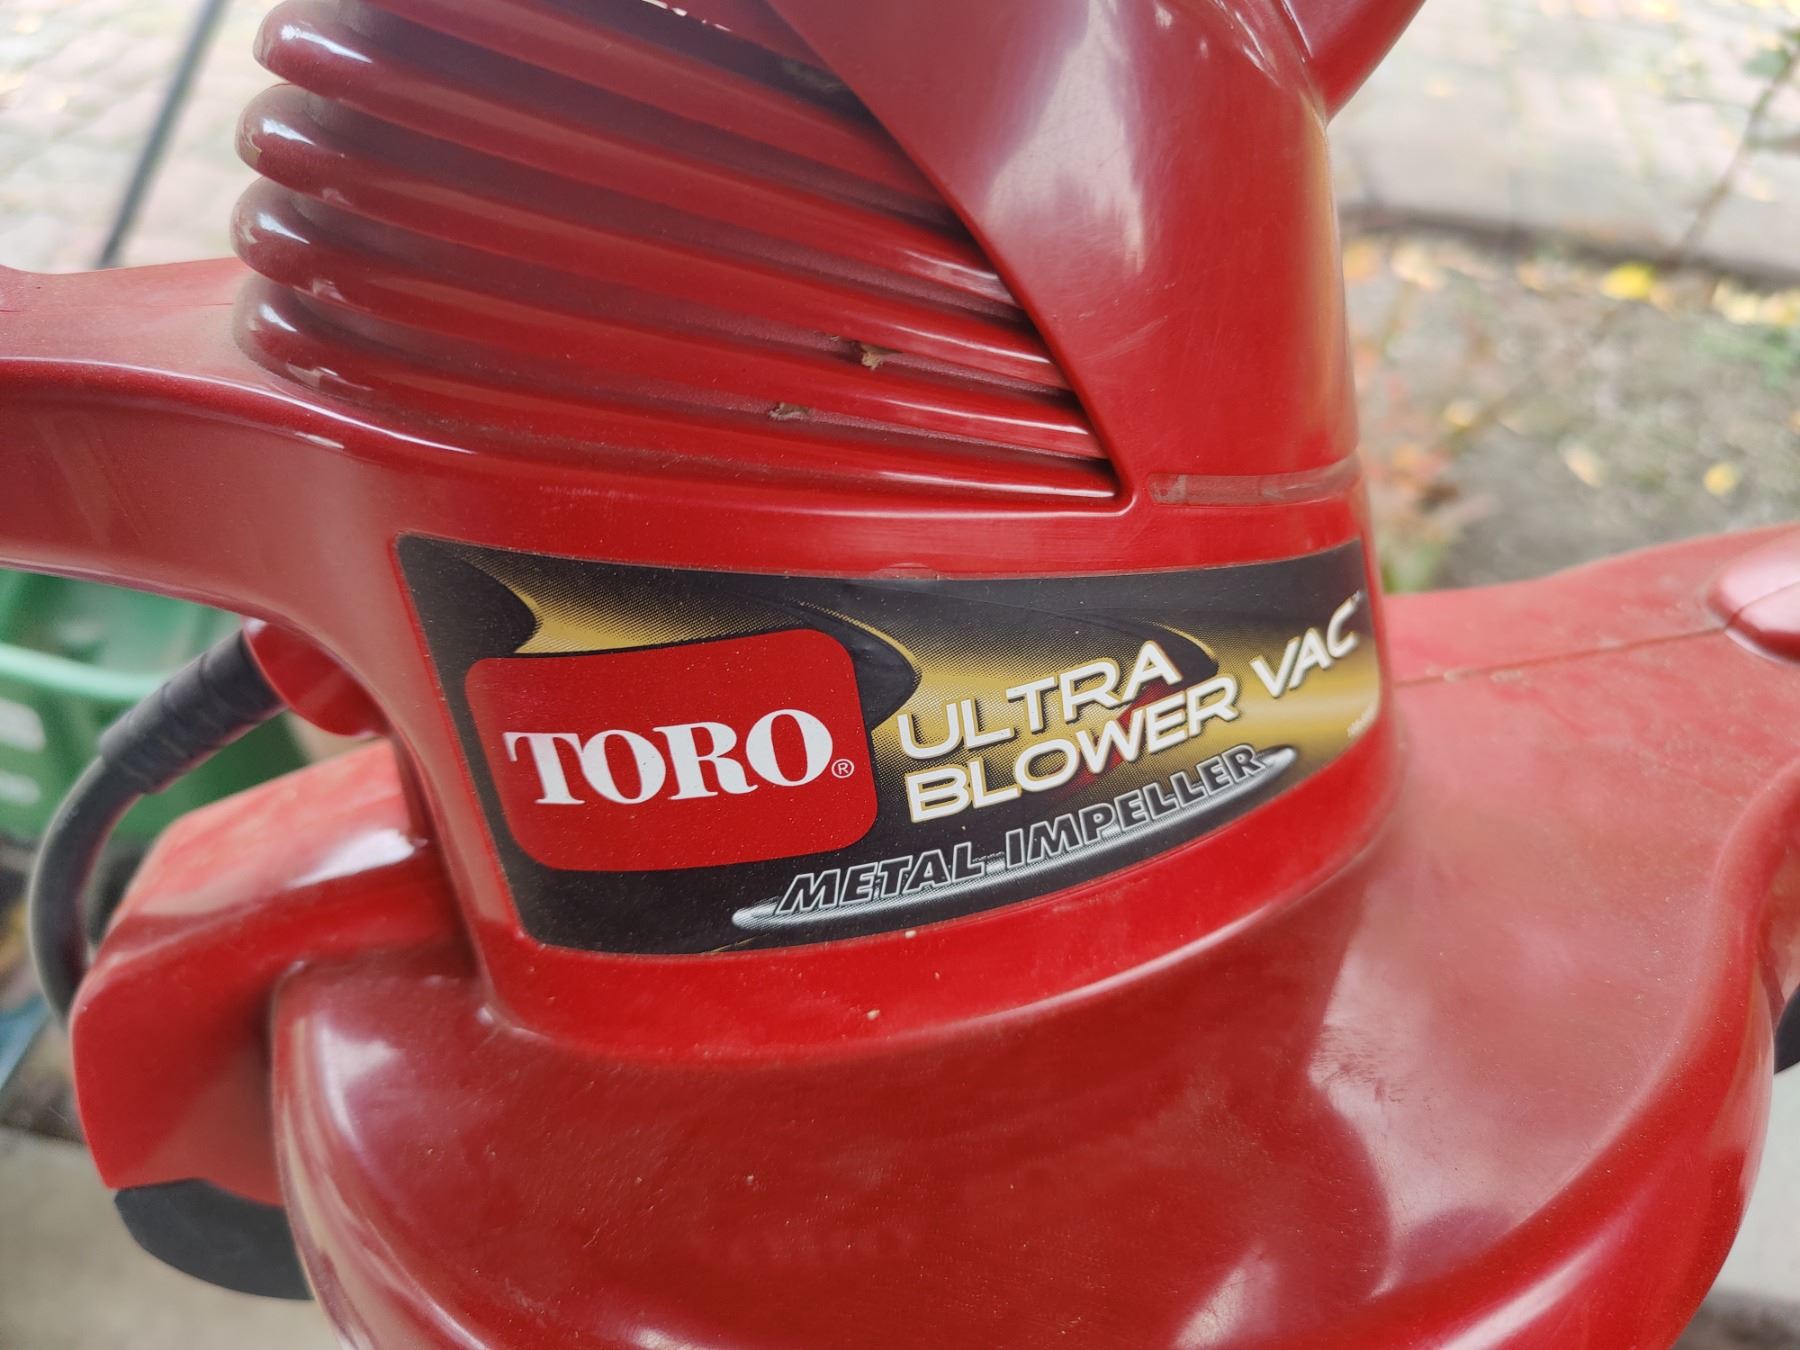 TORO®
ULTRA
BLOWER VAC™
METAL IMPELLER